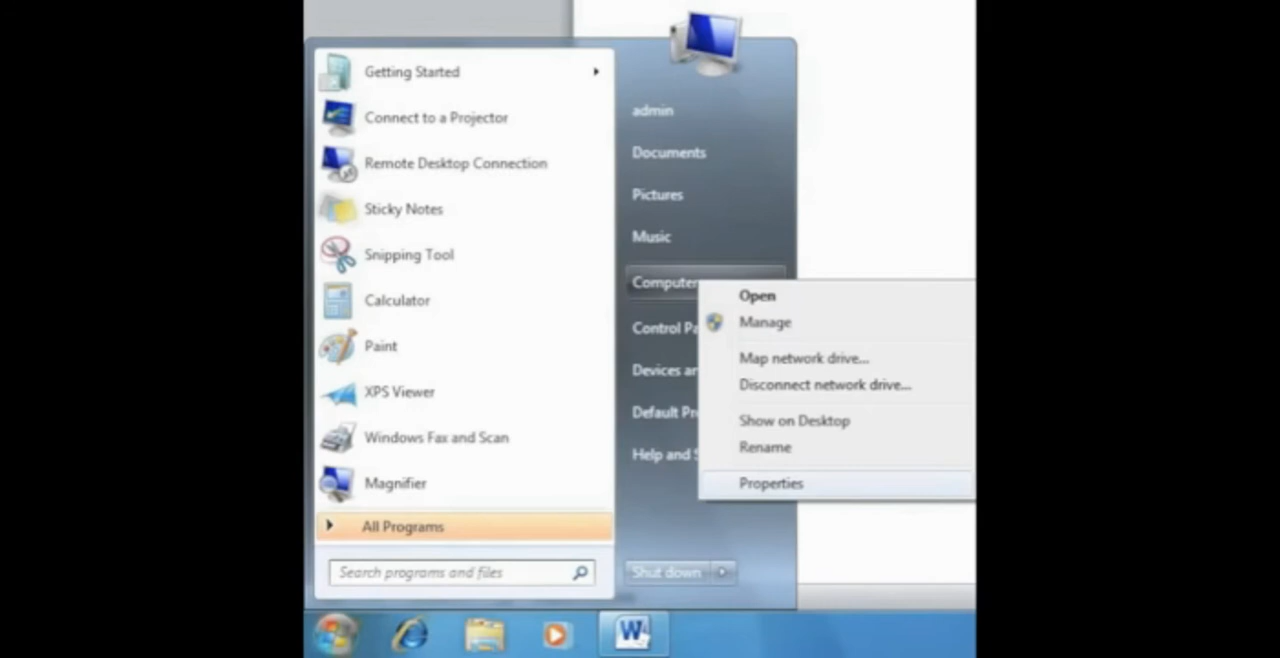 Getting Started
Connect to a Projector
Remote Desktop Connection
Sticky Notes
Snipping Tool
Calculator
Paint
XPS Viewer
Windows Fax and Scan
Magnifier
All Programs
Search programs and files
admin
Documents
Pictures
Music
Computer
Control Pa
Devices an
Default Pr
Help and S
Shut down
Open
Manage
Map network drive...
Disconnect network drive...
Show on Desktop
Rename
Properties
W